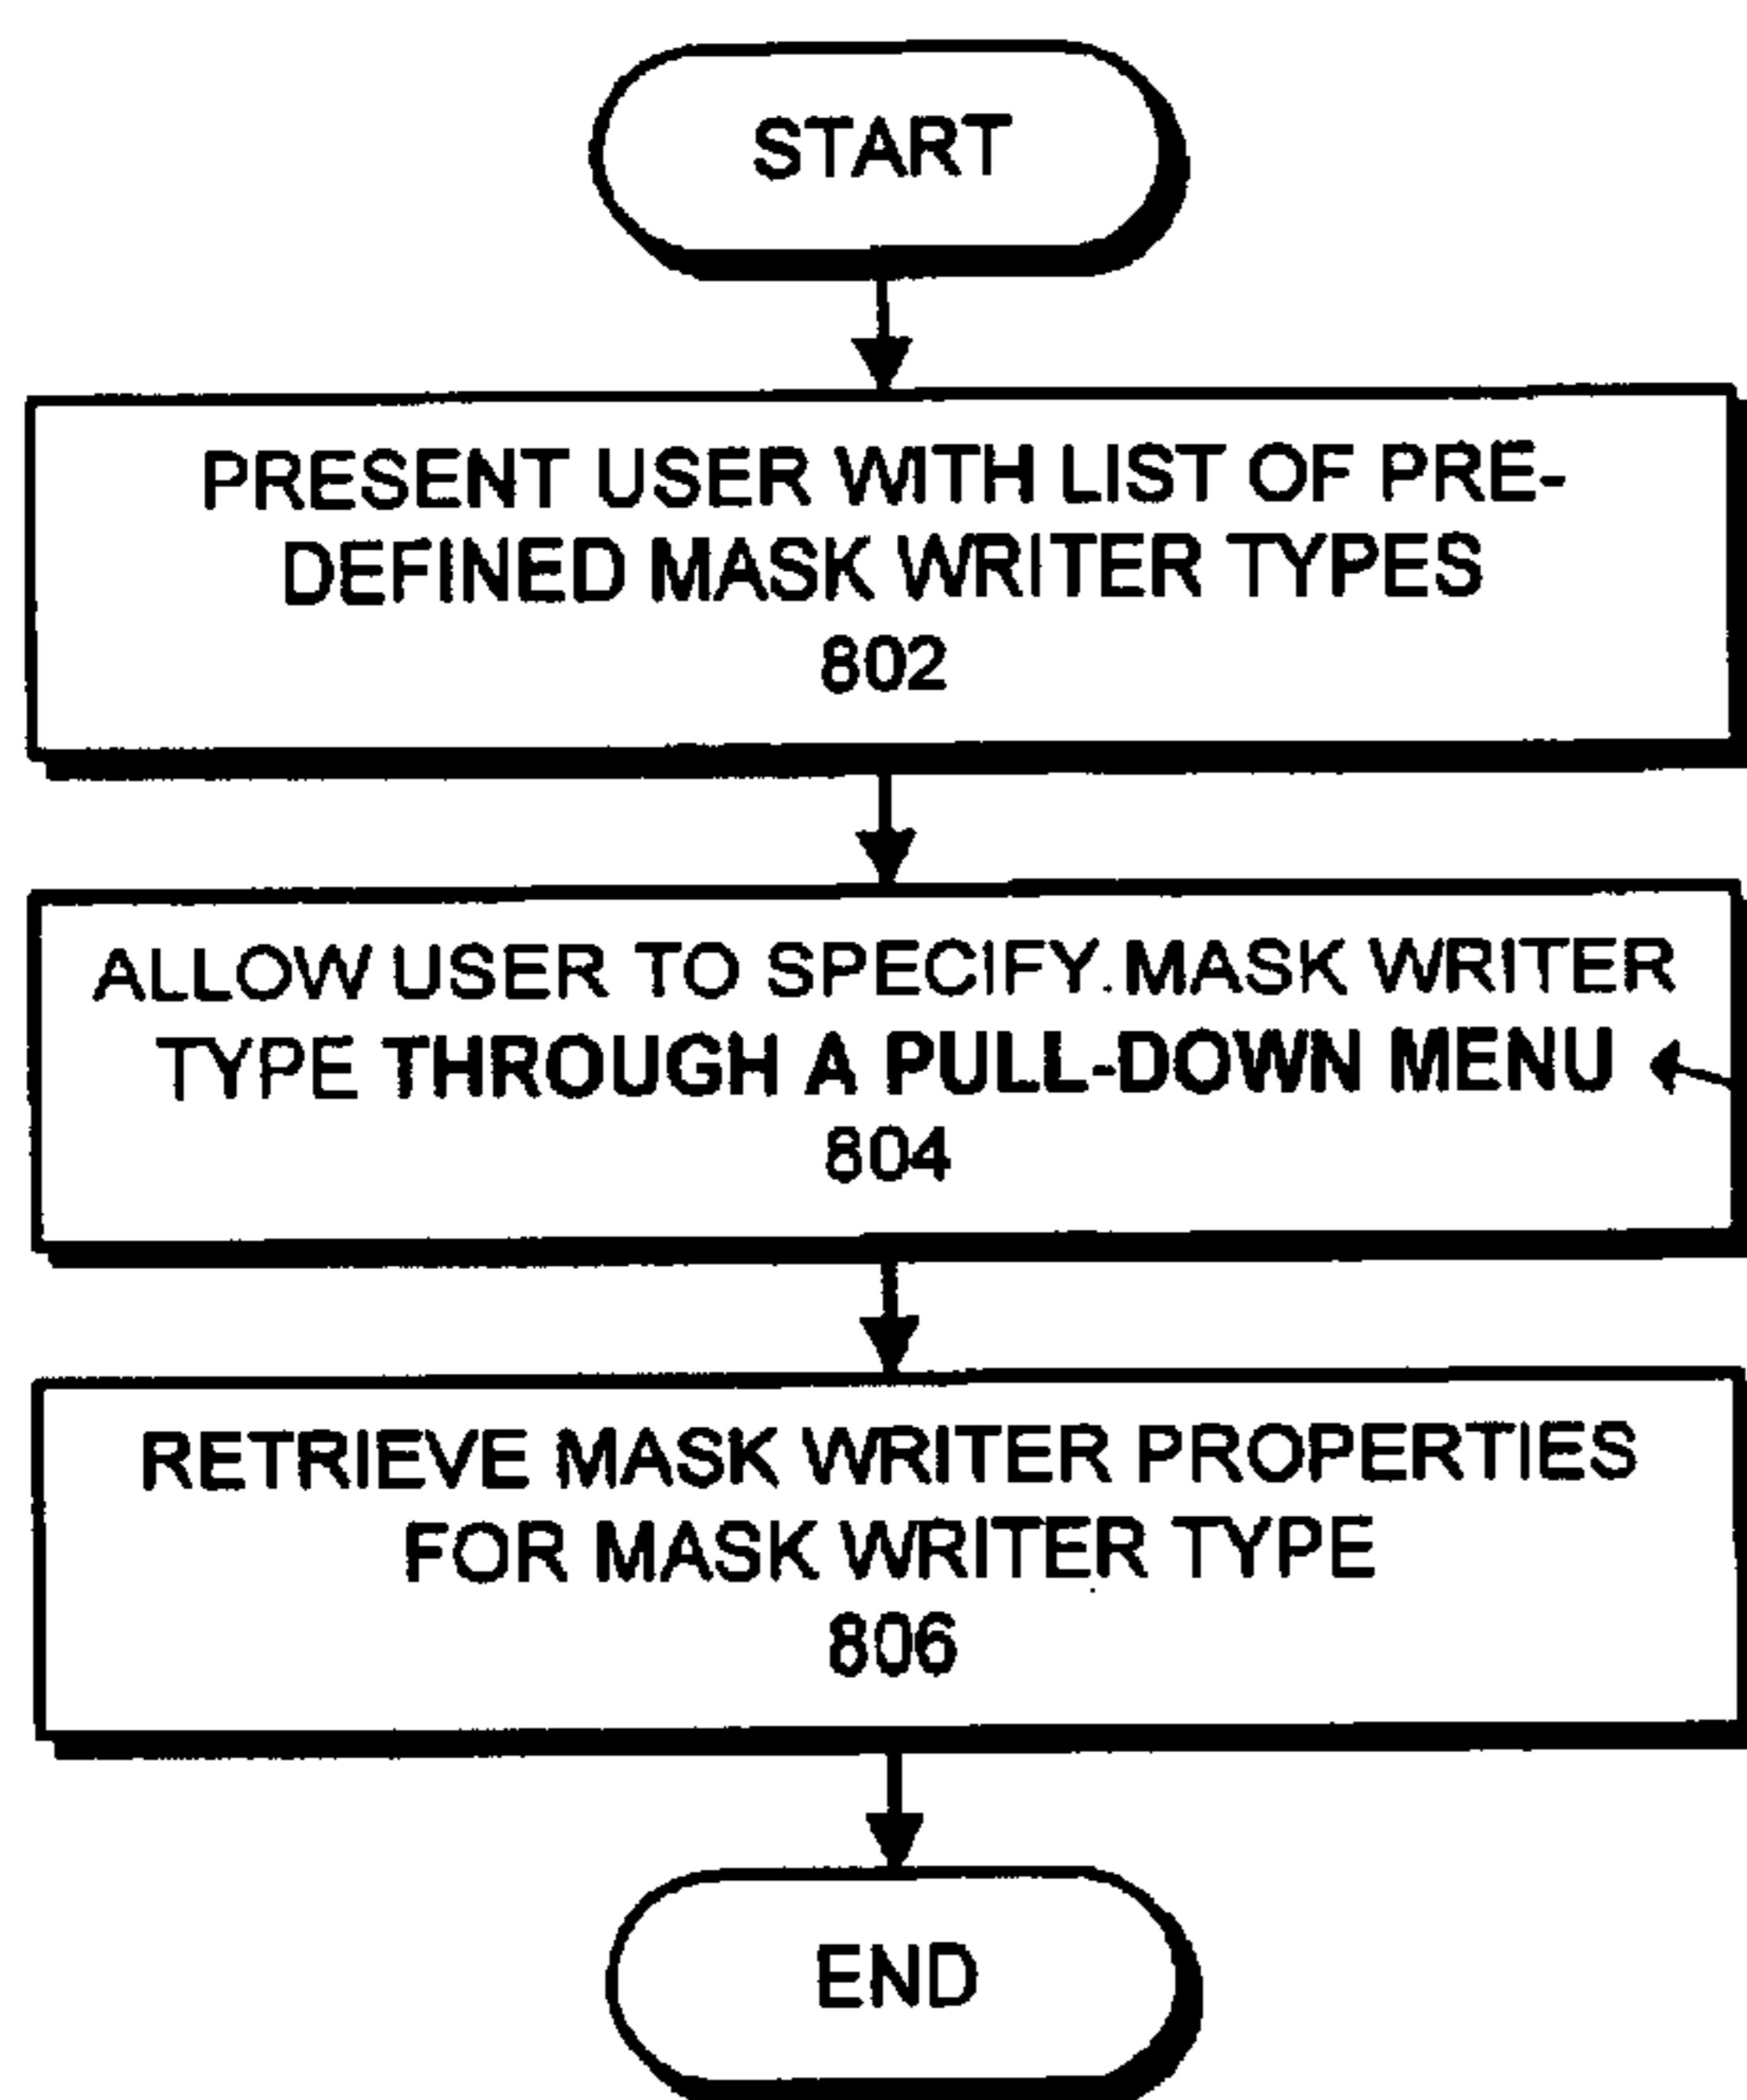 START
PRESENT USER WITH LIST OF PRE-
DEFINED MASK WRITER TYPES
802
ALLOW USER TO SPECIFY MASK WRITER
TYPE THROUGH A PULL-DOWN MENU
804
RETRIEVE MASK WRITER PROPERTIES
FOR MASK WRITER TYPE
806
END